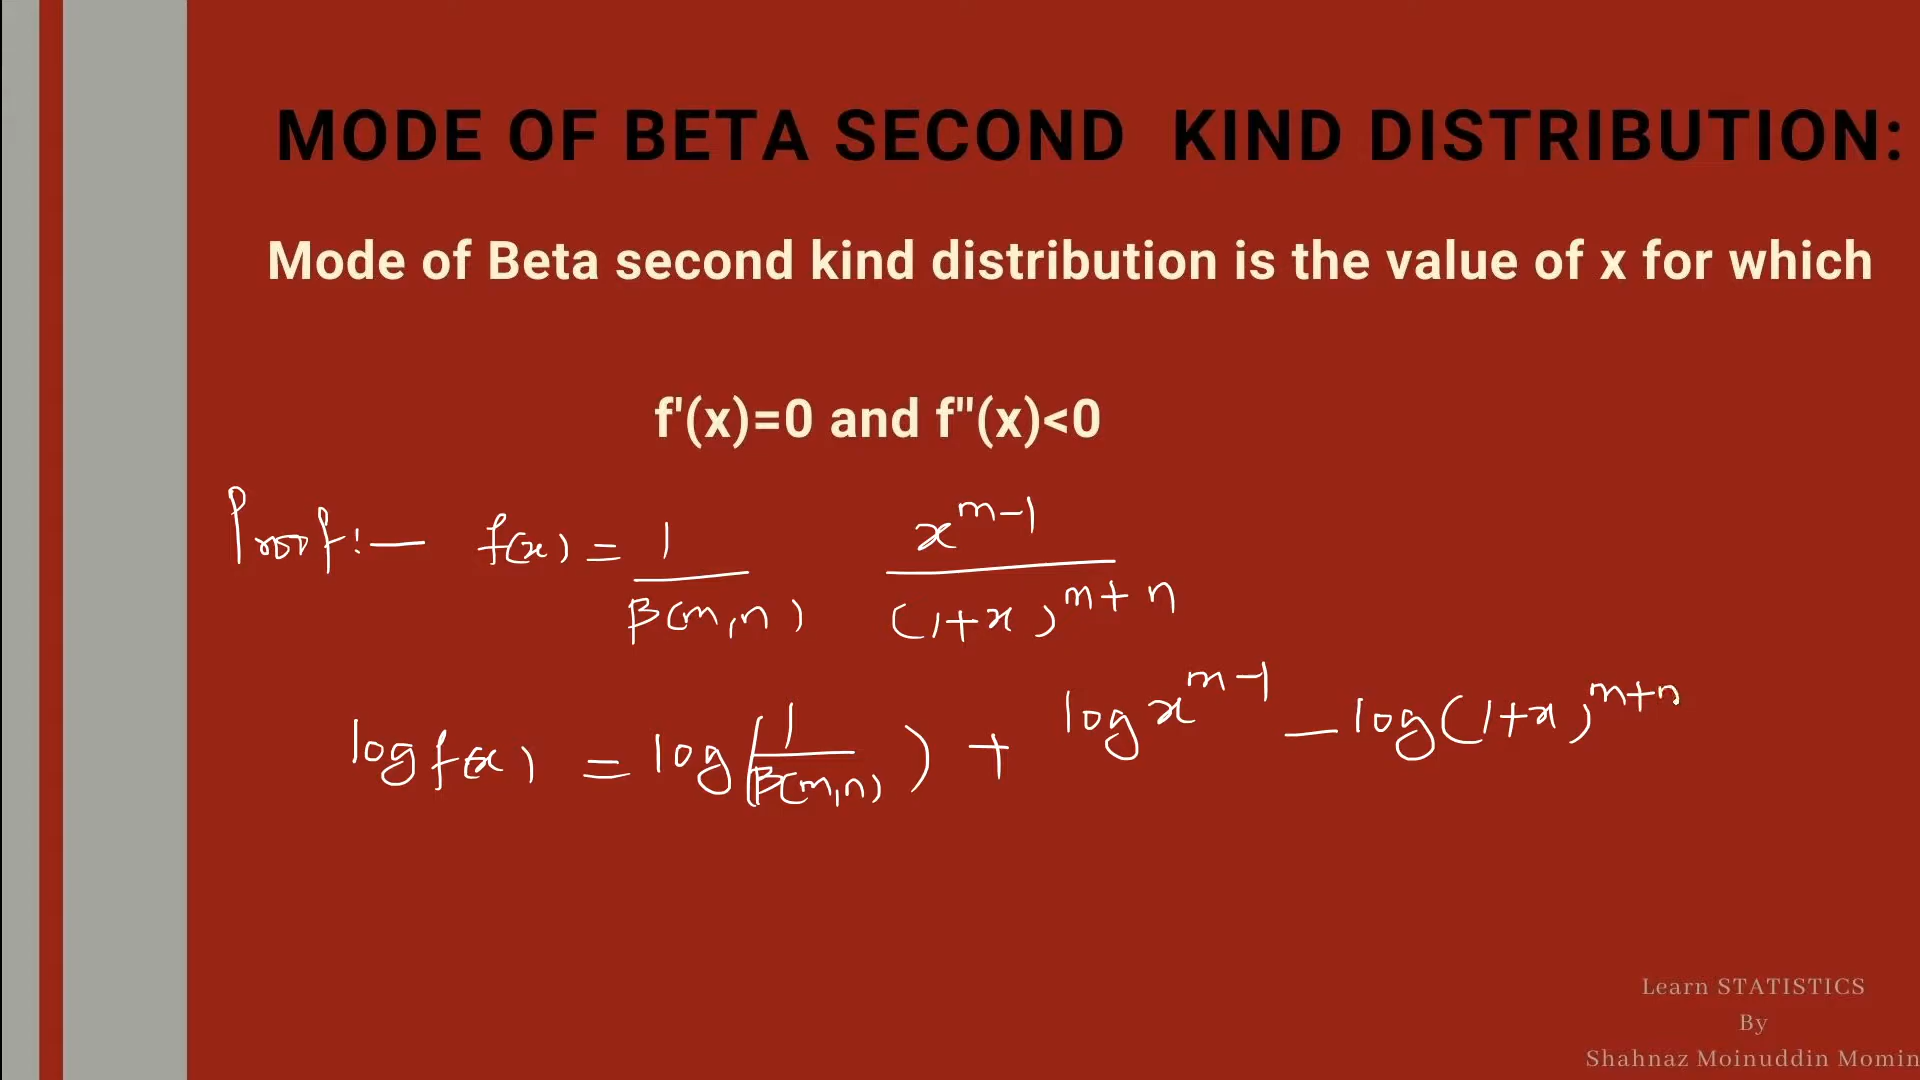 MODE OF BETA SECOND KIND DISTRIBUTION:
Mode of Beta second kind distribution is the value of x for which
f'(x)=0 and f"(x)<0
Proof:— f(x) = 1/β(m,n) x^(m-1)/(1+x)^(m+n)
log f(x) = log(1/β(m,n)) + log x^(m-1) - log(1+x)^(m+n)
Learn STATISTICS
By
Shahnaz Moinuddin Momin